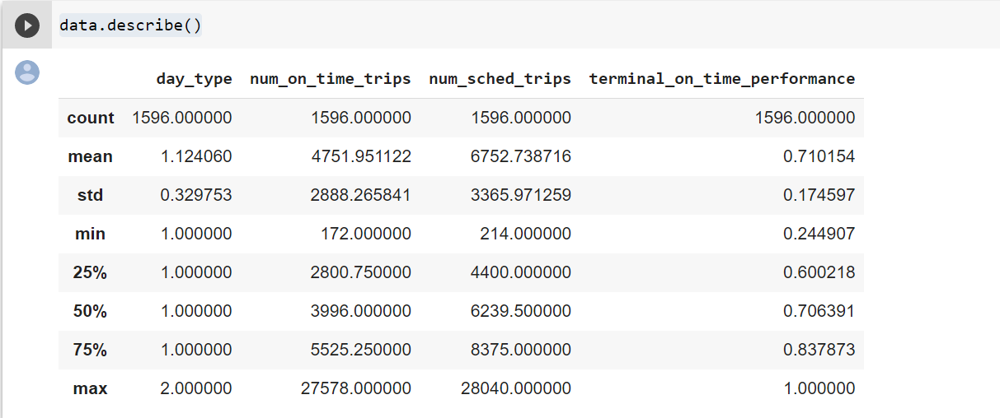 data.describe()
day_type num_on_time_trips num_sched_trips terminal_on_time_performance
count 1596.000000 1596.000000 1596.000000 1596.000000
mean 1.124060 4751.951122 6752.738716 0.710154
std 0.329753 2888.265841 3365.971259 0.174597
min 1.000000 172.000000 214.000000 0.244907
25% 1.000000 2800.750000 4400.000000 0.600218
50% 1.000000 3996.000000 6239.500000 0.706391
75% 1.000000 5525.250000 8375.000000 0.837873
max 2.000000 27578.000000 28040.000000 1.000000